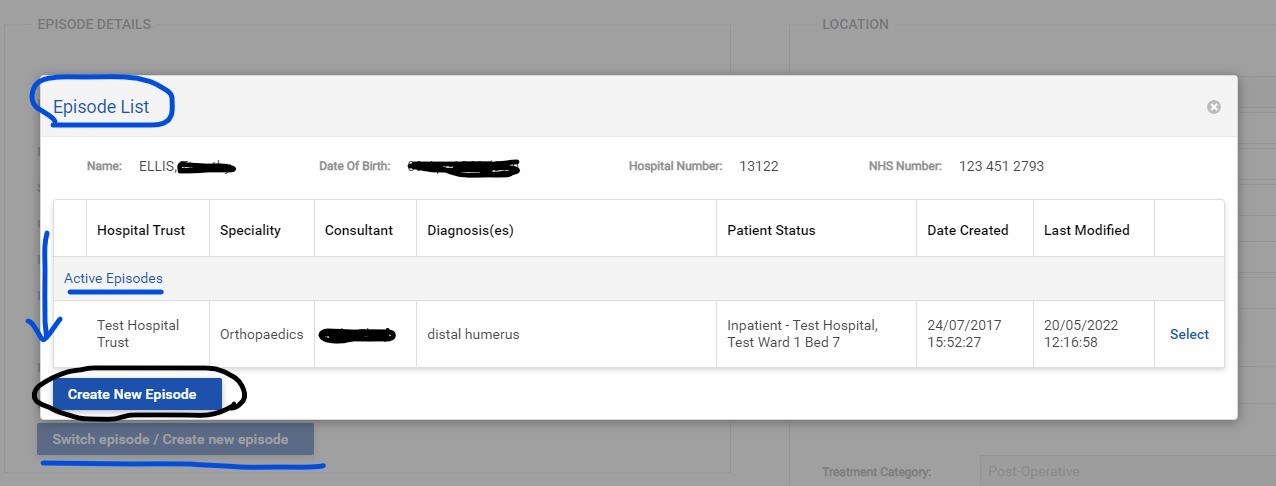 EPISODE DETAILS
LOCATION
Episode List
Name: ELLIS, Date Of Birth: Hospital Number: 13122 NHS Number: 123 451 2793
Hospital Trust Speciality Consultant Diagnosis(es) Patient Status Date Created Last Modified
Active Episodes
Test Hospital Trust Orthopaedics distal humerus Inpatient - Test Hospital, Test Ward 1 Bed 7 24/07/2017 15:52:27 20/05/2022 12:16:58 Select
Create New Episode
Switch episode / Create new episode
Treatment Category: Post-Operative